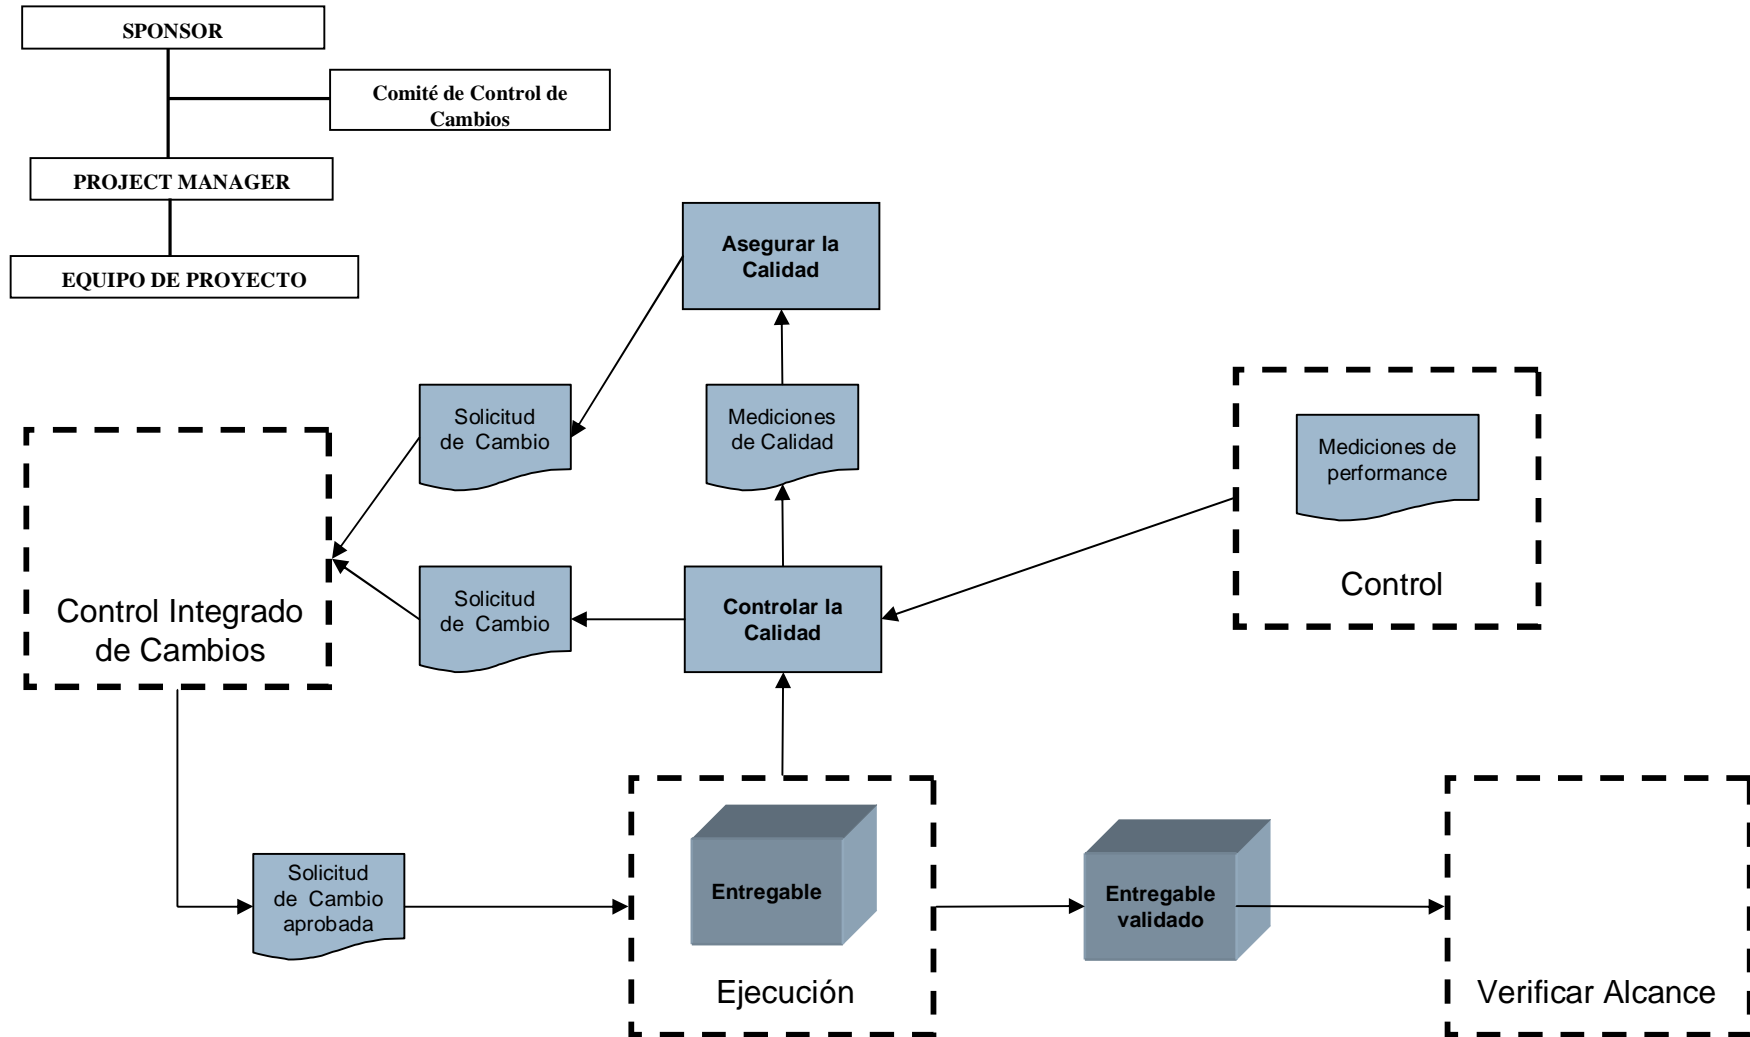 SPONSOR
Comité de Control de
Cambios
PROJECT MANAGER
EQUIPO DE PROYECTO
Asegurar la
Calidad
Solicitud
de Cambio
Mediciones
de Calidad
Mediciones de
performance
Control
Control Integrado
de Cambios
Solicitud
de Cambio
Controlar la
Calidad
Solicitud
de Cambio
aprobada
Entregable
Ejecución
Entregable
validado
Verificar Alcance